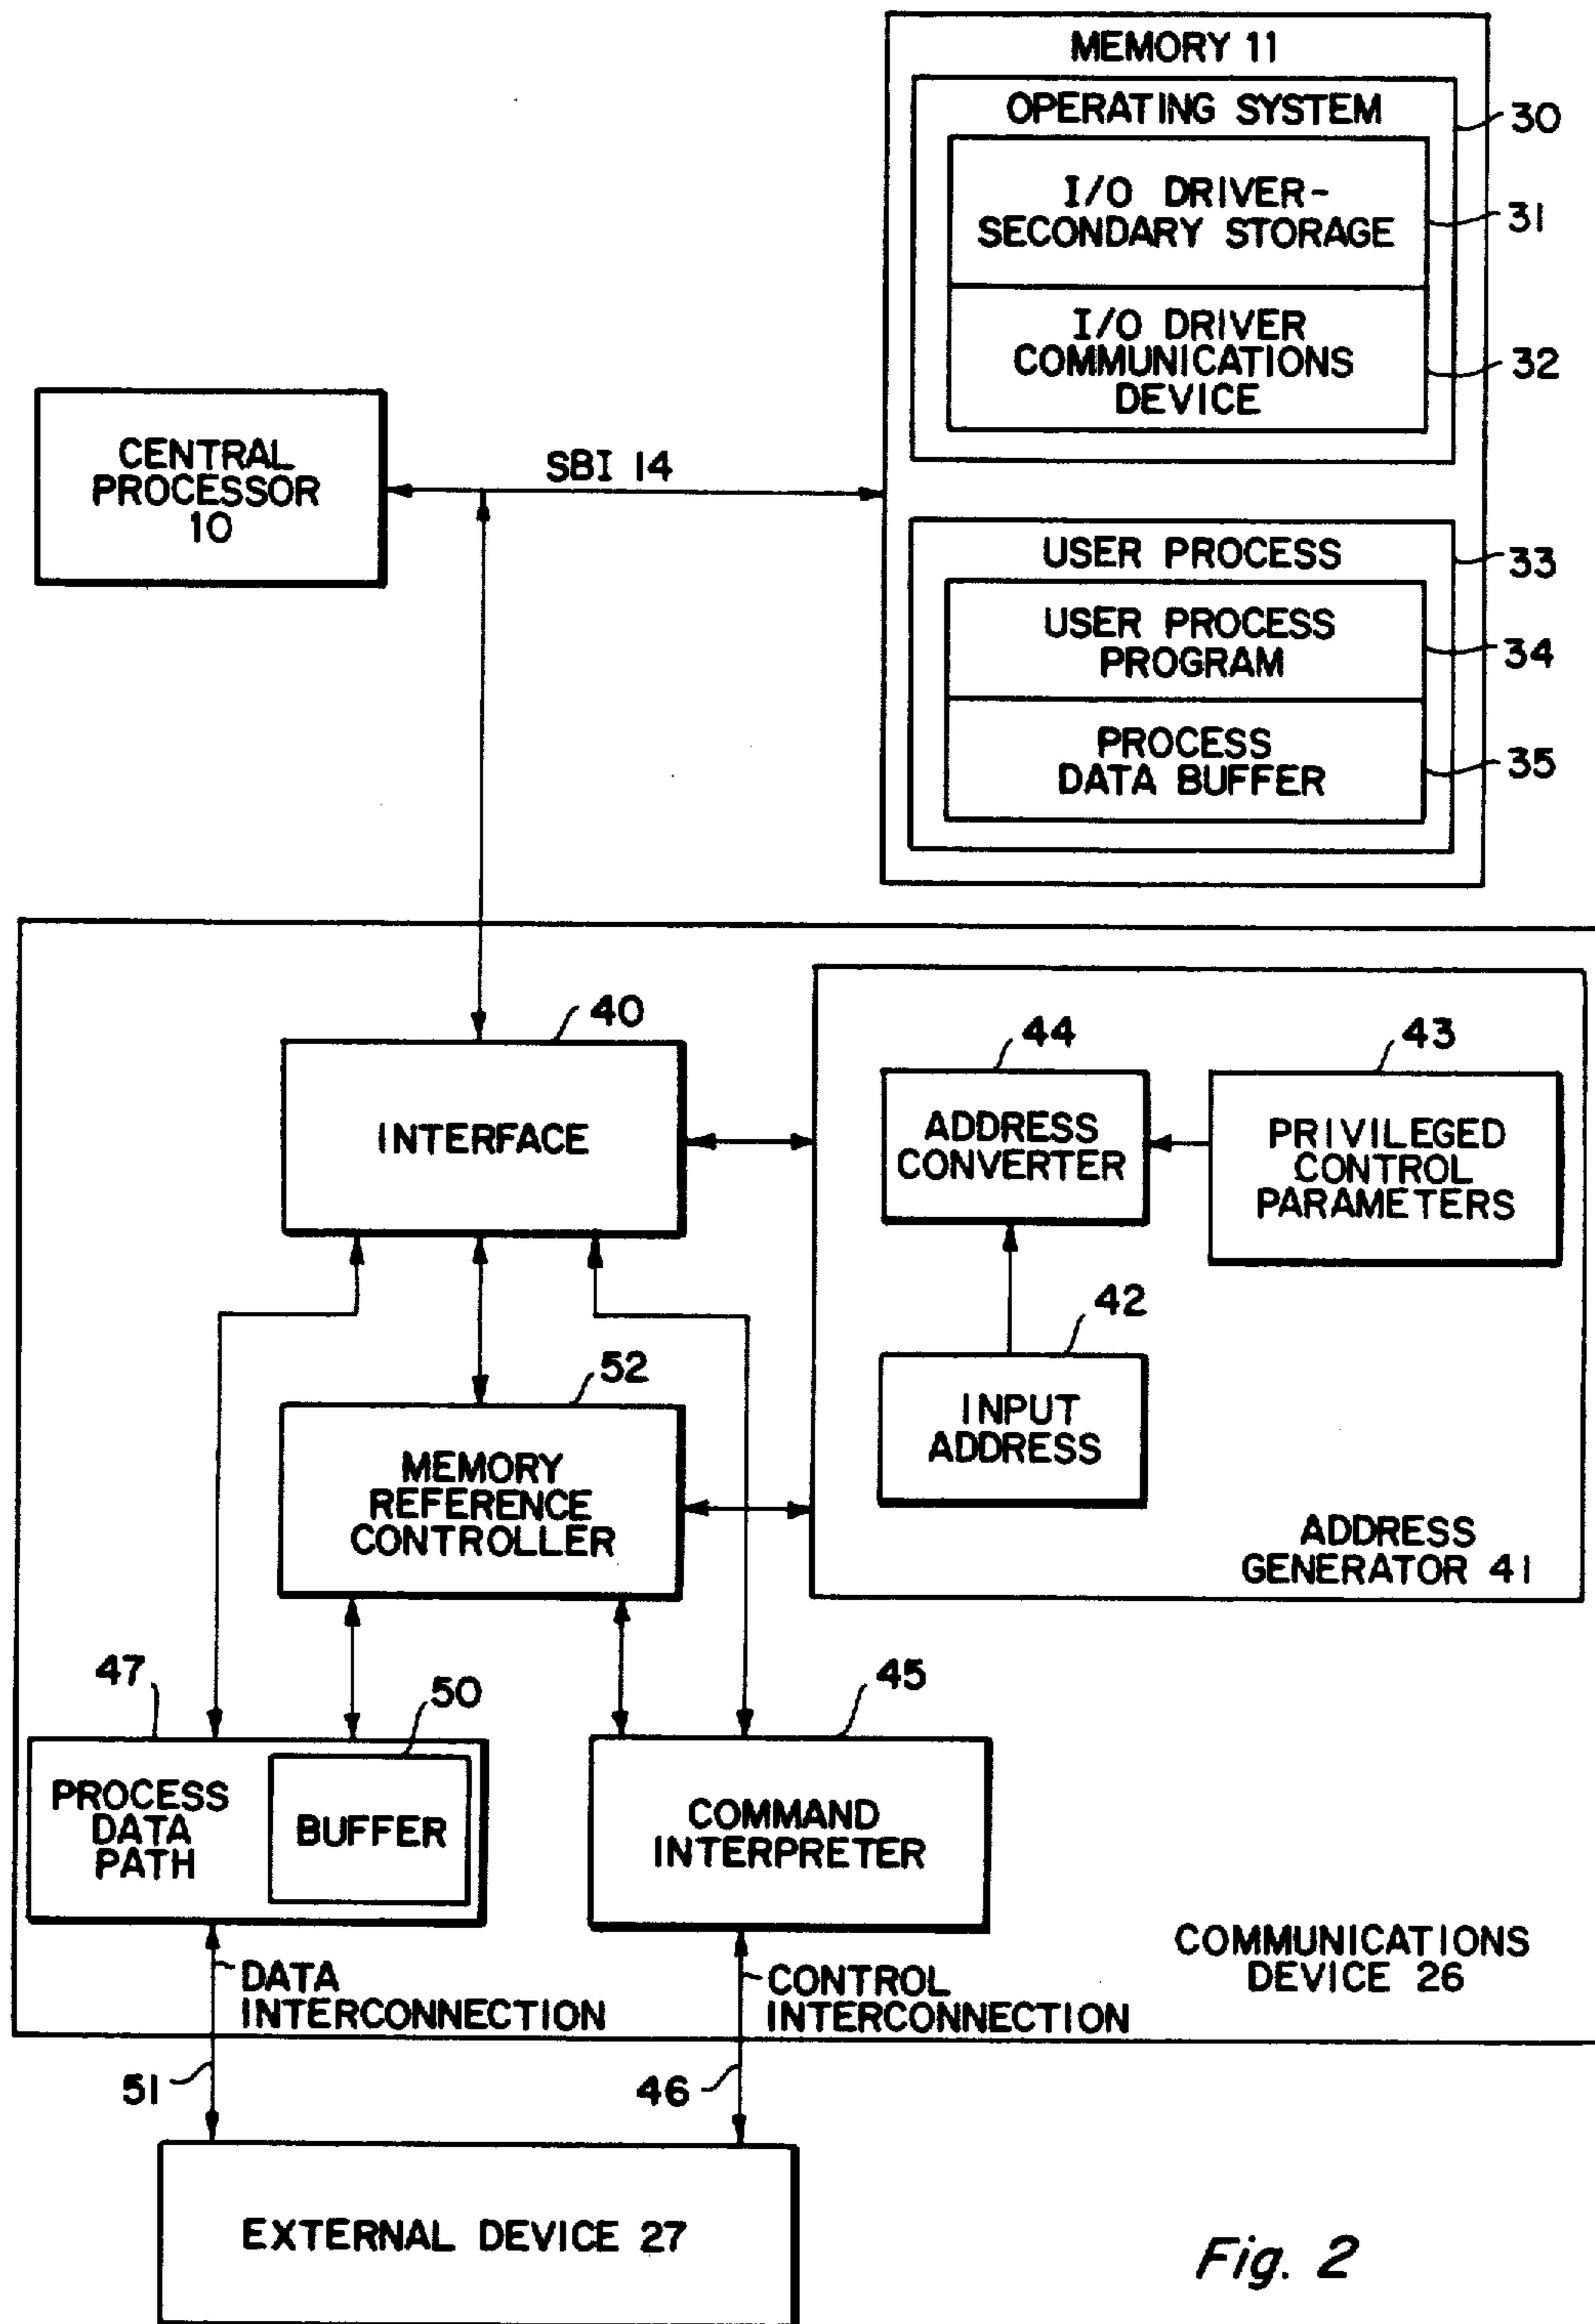 MEMORY 11
OPERATING SYSTEM
30
I/O DRIVER-
SECONDARY STORAGE
31
I/O DRIVER
COMMUNICATIONS
DEVICE
32
CENTRAL
PROCESSOR
10
SBI 14
USER PROCESS
33
USER PROCESS
PROGRAM
34
PROCESS
DATA BUFFER
35
40
INTERFACE
44
ADDRESS
CONVERTER
43
PRIVILEGED
CONTROL
PARAMETERS
42
INPUT
ADDRESS
52
MEMORY
REFERENCE
CONTROLLER
ADDRESS
GENERATOR 41
47
PROCESS
DATA
PATH
50
BUFFER
45
COMMAND
INTERPRETER
COMMUNICATIONS
DEVICE 26
DATA
INTERCONNECTION
CONTROL
INTERCONNECTION
51
46
EXTERNAL DEVICE 27
Fig. 2